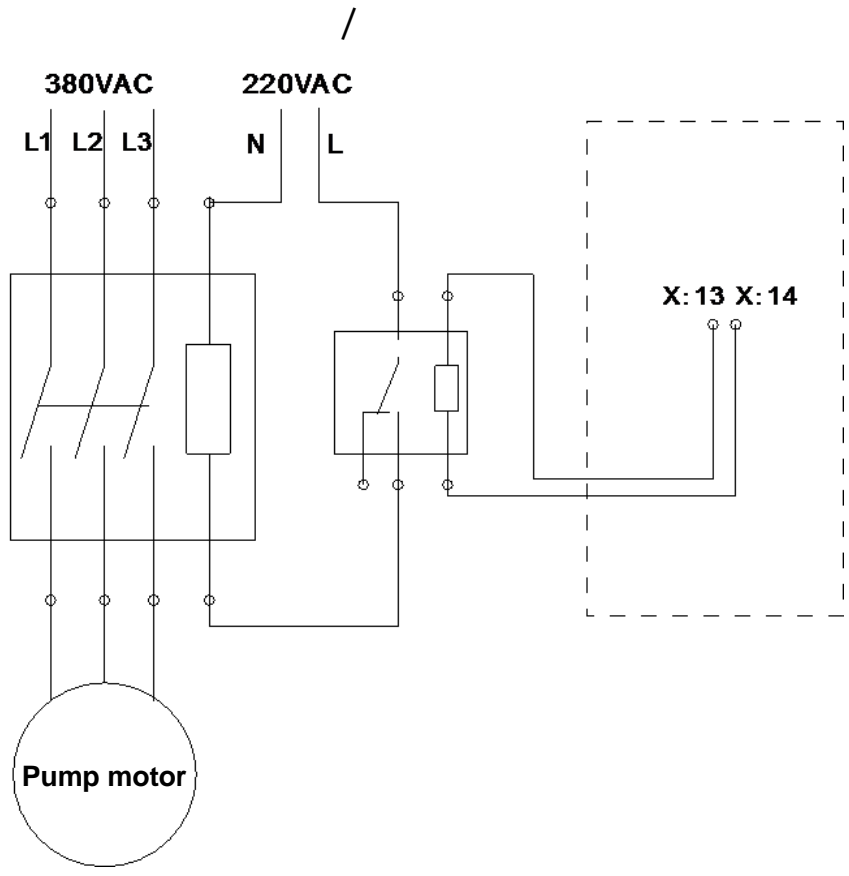 /
380VAC 220VAC
L1 L2 L3 N L
X:13 X:14
Pump motor